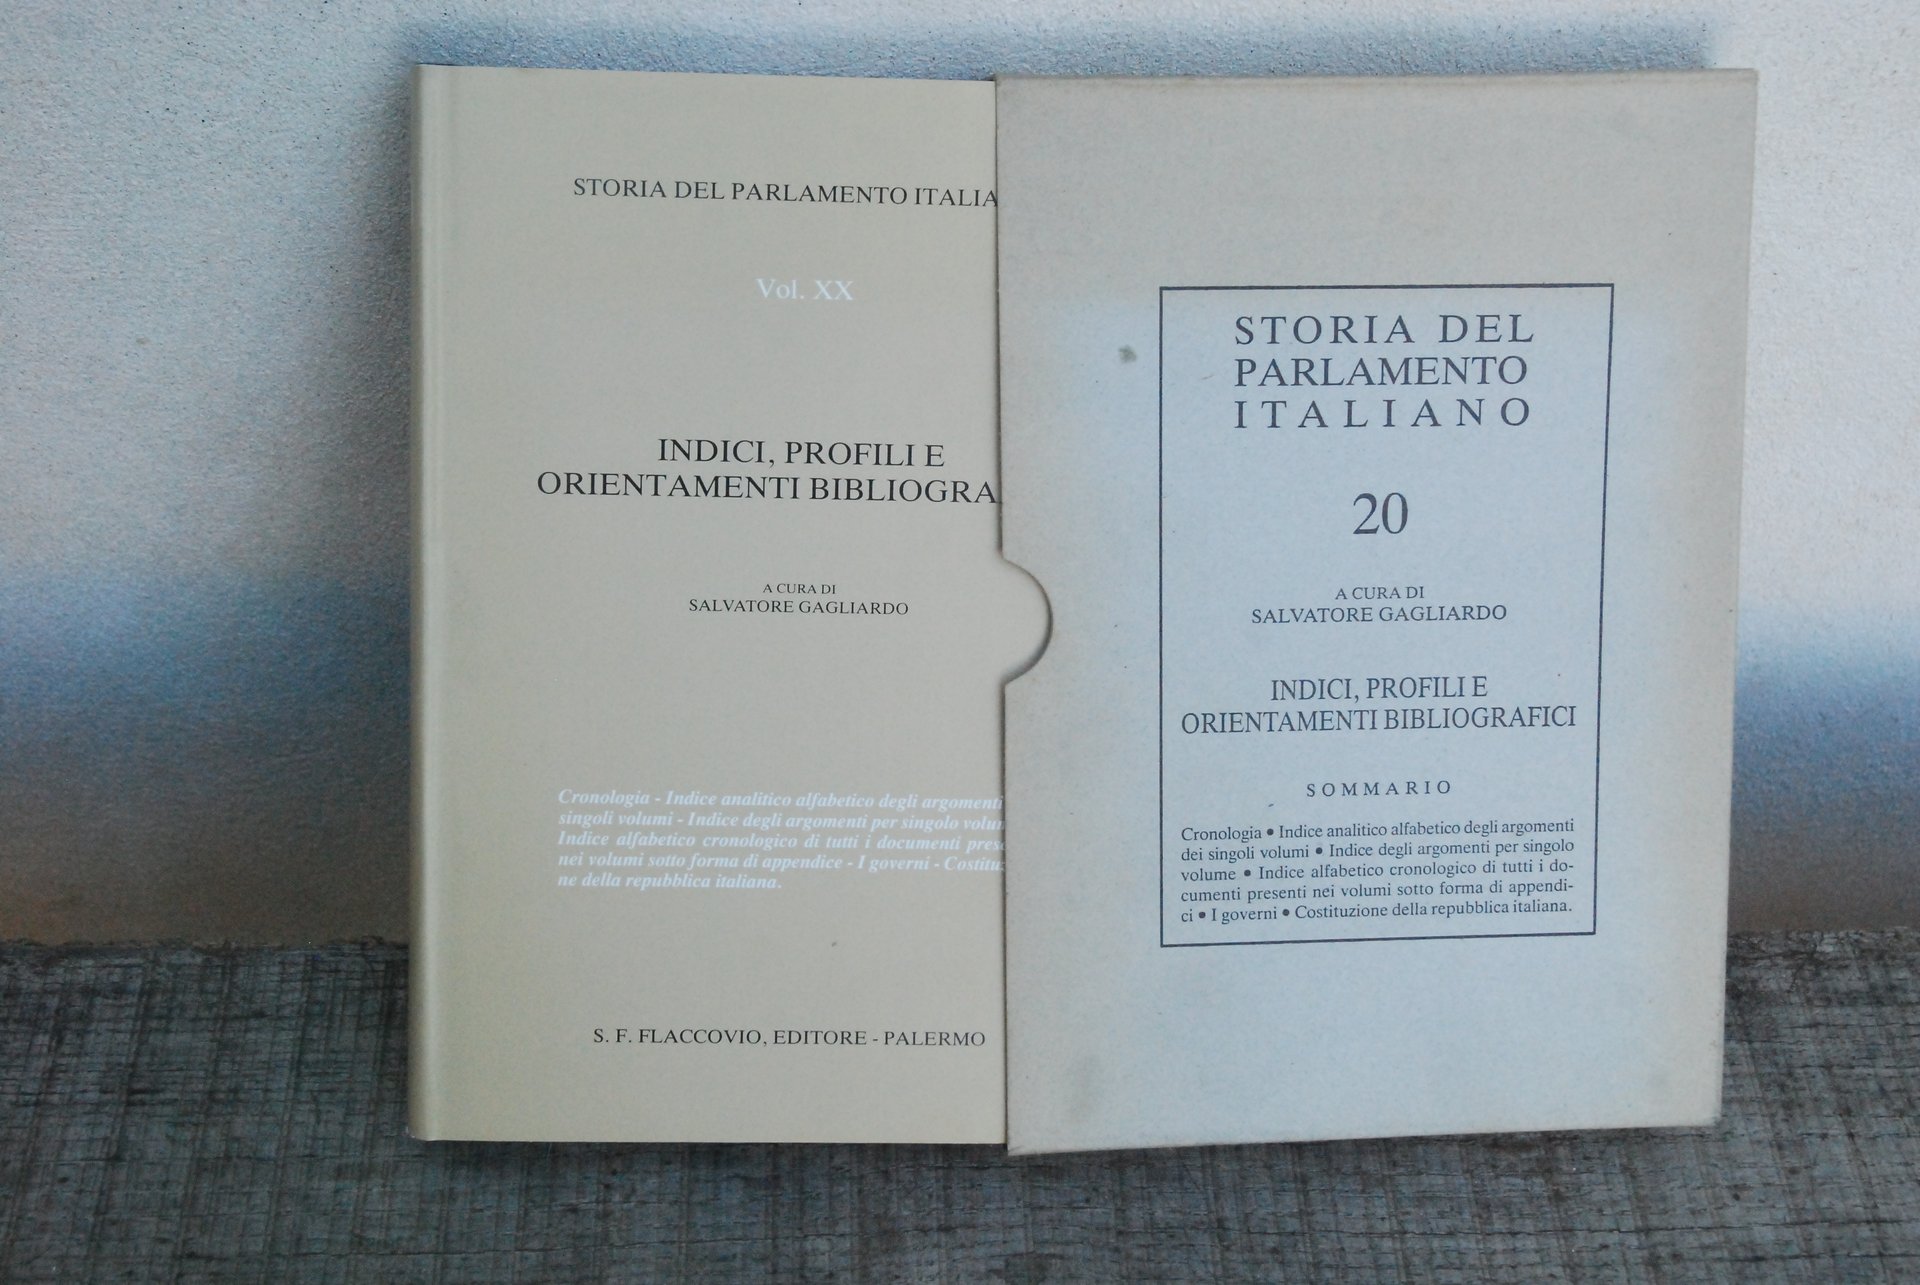 STORIA DEL PARLAMENTO ITALIA
Vol. XX
INDICI, PROFILI E
ORIENTAMENTI BIBLIOGRA
A CURA DI
SALVATORE GAGLIARDO
Cronologia - Indice analitico alfabetico degli argomenti
singoli volumi - Indice degli argomenti per singolo volu
Indice alfabetico cronologico di tutti i documenti pres
nei volumi sotto forma di appendice - I governi - Costitu
ne della repubblica italiana.
S. F. FLACCOVIO, EDITORE - PALERMO
STORIA DEL
PARLAMENTO
ITALIANO
20
A CURA DI
SALVATORE GAGLIARDO
INDICI, PROFILI E
ORIENTAMENTI BIBLIOGRAFICI
SOMMARIO
Cronologia • Indice analitico alfabetico degli argomenti
dei singoli volumi • Indice degli argomenti per singolo
volume • Indice alfabetico cronologico di tutti i do-
cumenti presenti nei volumi sotto forma di appendi-
ci • I governi • Costituzione della repubblica italiana.